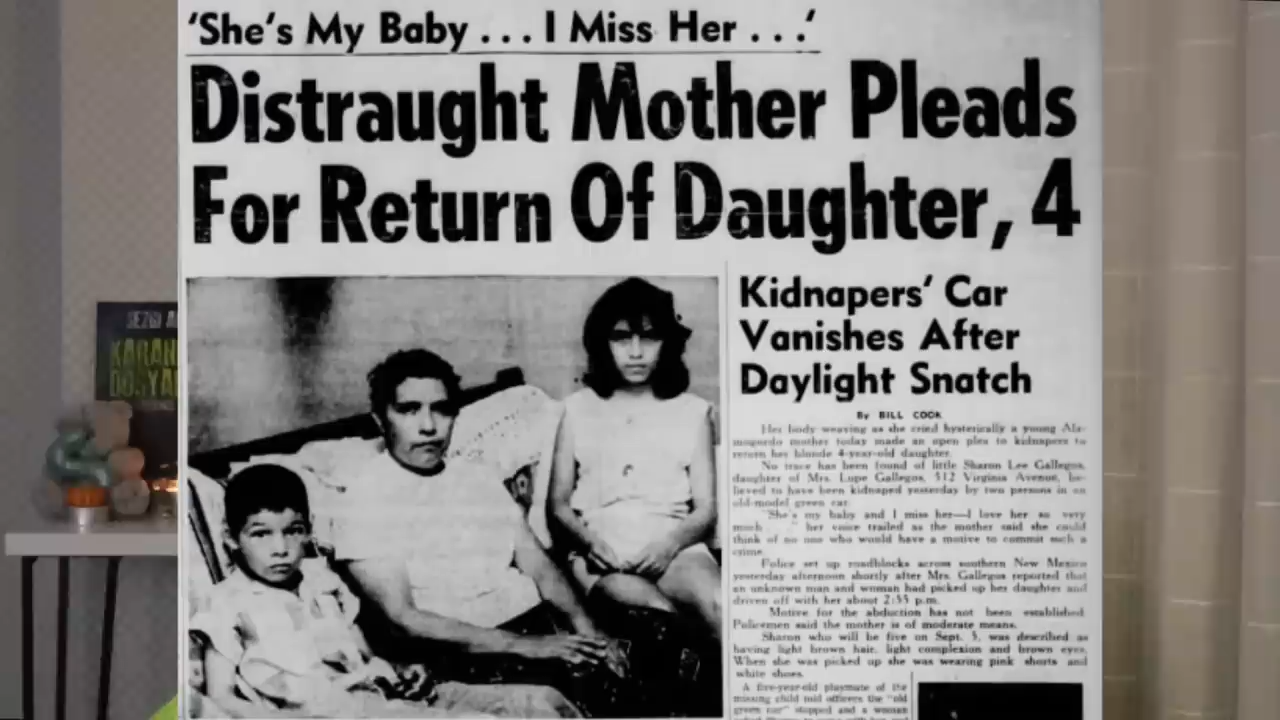 'She's My Baby . . . I Miss Her . . .'
Distraught Mother Pleads
For Return Of Daughter, 4
Kidnapers' Car
Vanishes After
Daylight Snatch
By BILL COOK
Her body weaving as she cried hysterically a young Ala-
mogordo mother today made an open plea to kidnapers to
return her blonde 4-year-old daughter.
No trace has been found of little Sharon Lee Gallegos,
daughter of Mrs. Lupe Gallegos, 512 Virginia Avenue, be-
lieved to have been kidnaped yesterday by two persons in an
old-model green car.
"She's my baby and I miss her—I love her so very
much . . ." her voice trailed as the mother said she could
think of no one who would have a motive to commit such a
crime.
Police set up roadblocks across southern New Mexico
yesterday afternoon shortly after Mrs. Gallegos reported that
an unknown man and woman had picked up her daughter and
driven off with her about 2:55 p.m.
Motive for the abduction has not been established.
Policemen said the mother is of moderate means.
Sharon who will be five on Sept. 5, was described as
having light brown hair, light complexion and brown eyes.
When she was picked up she was wearing pink shorts and
white shoes.
A five-year-old playmate of the
missing child told officers the "old
green car" stopped and a woman
SEZGİ A
KARAN
DOSYAL